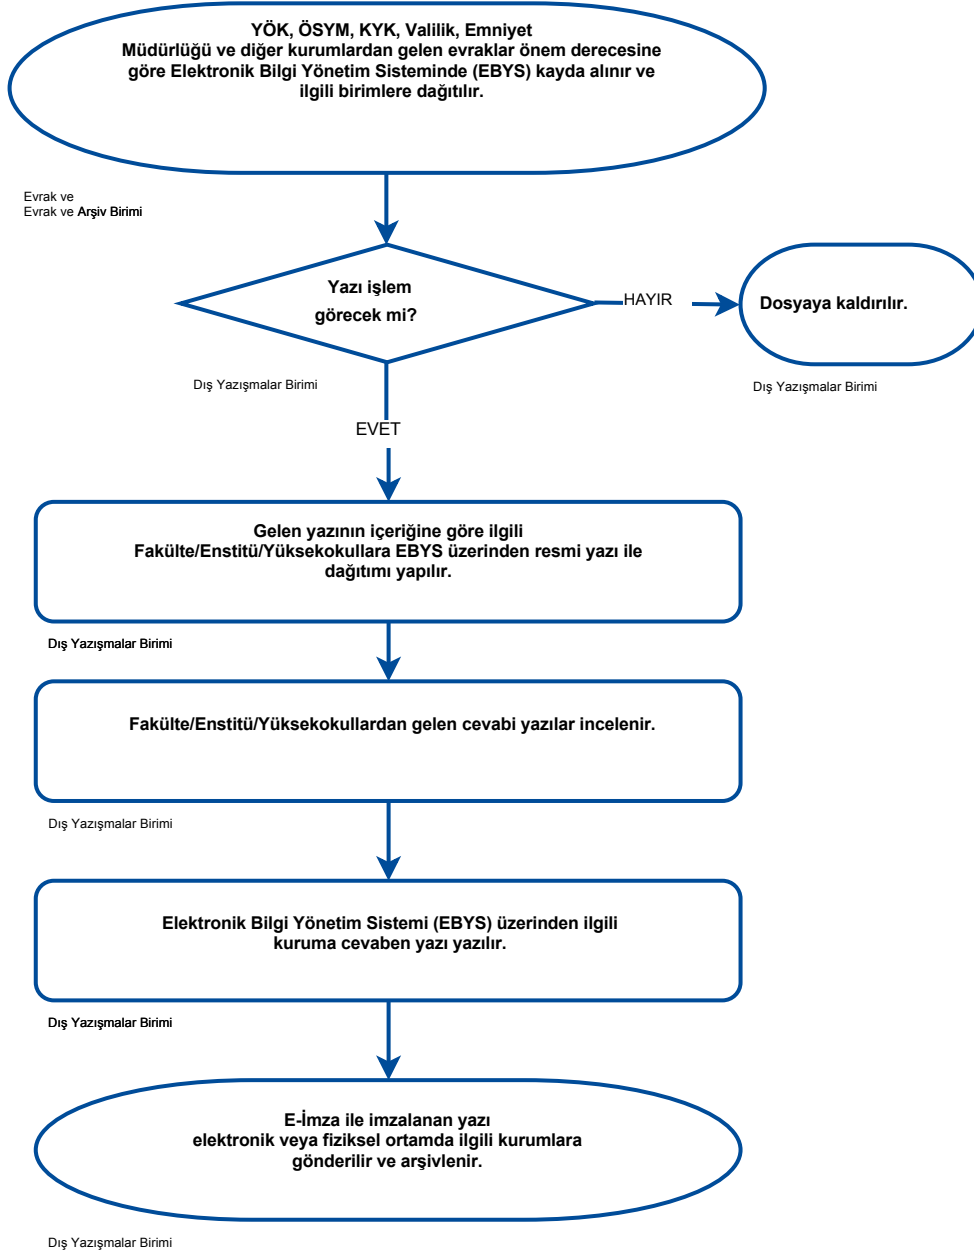 YÖK, ÖSYM, KYK, Valilik, Emniyet
Müdürlüğü ve diğer kurumlardan gelen evraklar önem derecesine
göre Elektronik Bilgi Yönetim Sisteminde (EBYS) kayda alınır ve
ilgili birimlere dağıtılır.
Evrak ve
Evrak ve Arşiv Birimi
Yazı işlem
görecek mi?
HAYIR
Dosyaya kaldırılır.
Dış Yazışmalar Birimi
Dış Yazışmalar Birimi
EVET
Gelen yazının içeriğine göre ilgili
Fakülte/Enstitü/Yüksekokullara EBYS üzerinden resmi yazı ile
dağıtımı yapılır.
Dış Yazışmalar Birimi
Fakülte/Enstitü/Yüksekokullardan gelen cevabi yazılar incelenir.
Dış Yazışmalar Birimi
Elektronik Bilgi Yönetim Sistemi (EBYS) üzerinden ilgili
kuruma cevaben yazı yazılır.
Dış Yazışmalar Birimi
E-İmza ile imzalanan yazı
elektronik veya fiziksel ortamda ilgili kurumlara
gönderilir ve arşivlenir.
Dış Yazışmalar Birimi